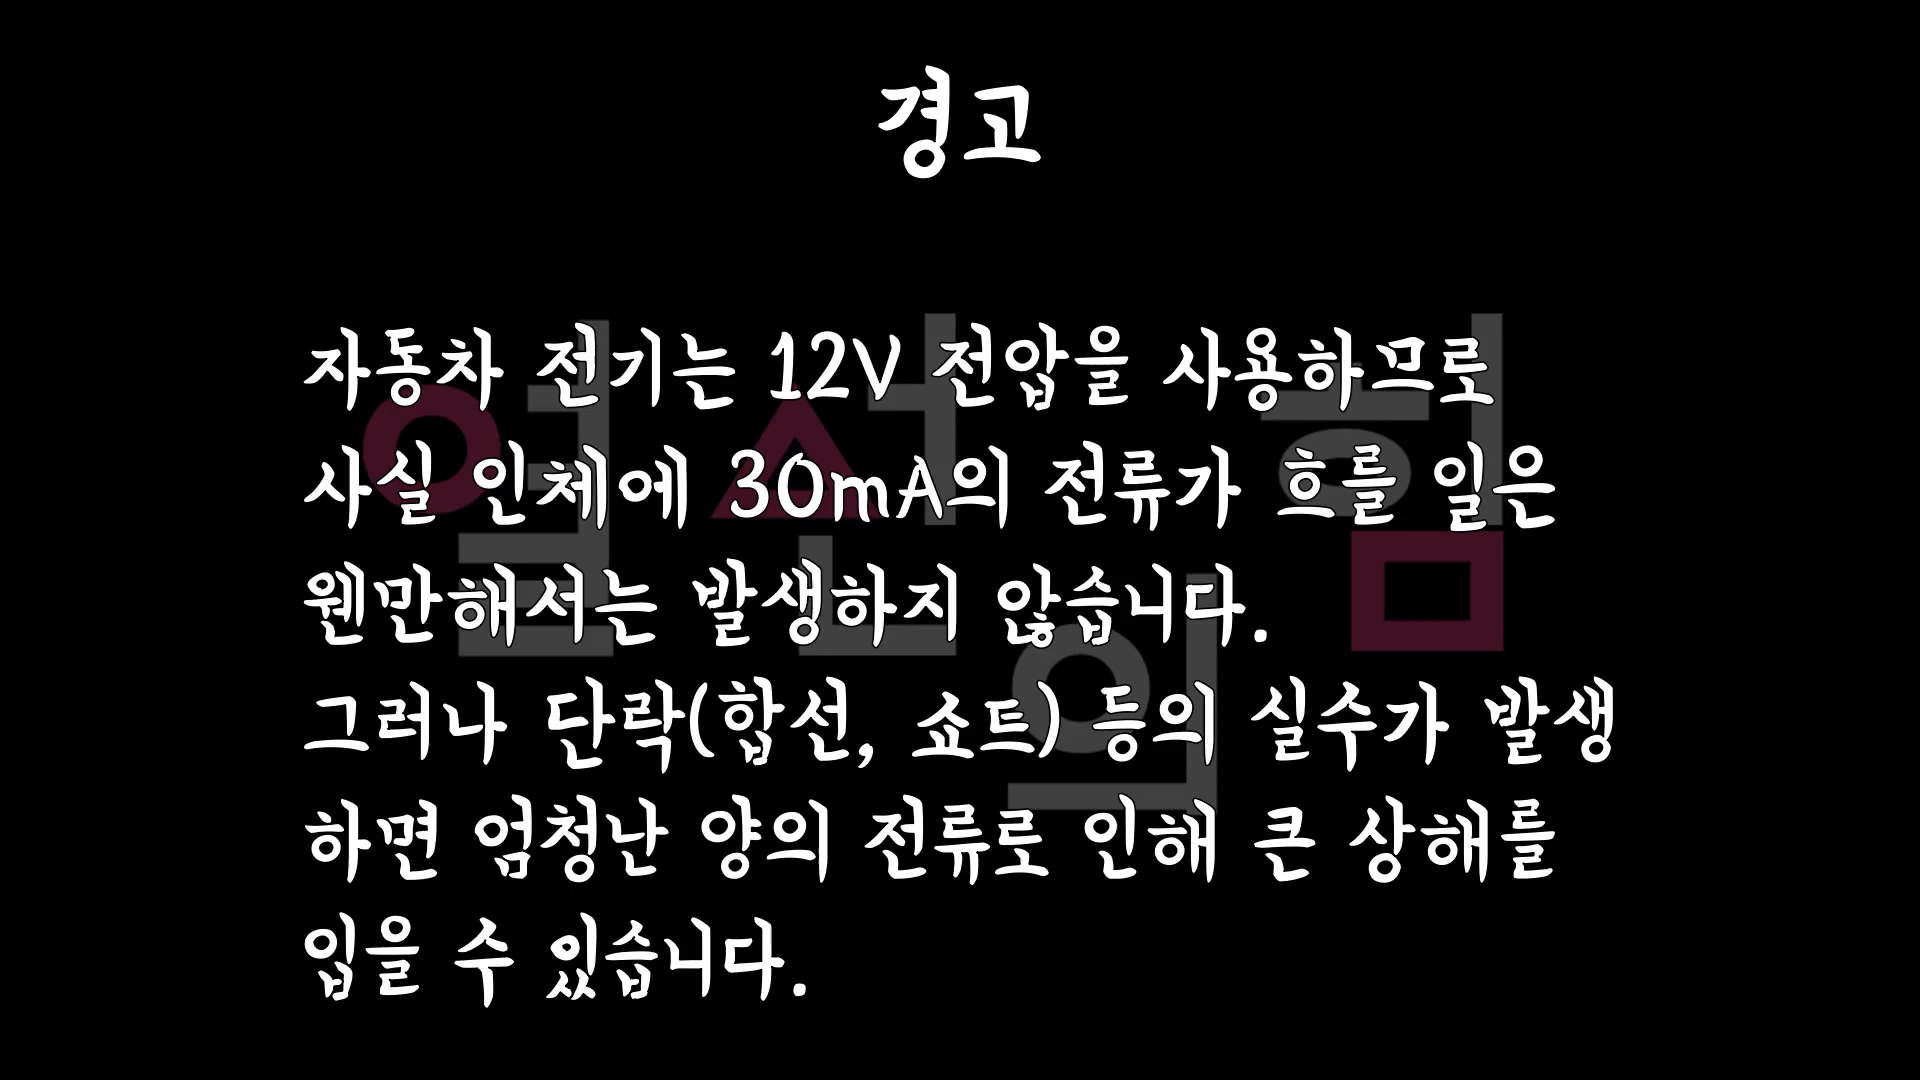 경고
자동차 전기는 12V 전압을 사용하므로
사실 인체에 30mA의 전류가 흐를 일은
웬만해서는 발생하지 않습니다.
그러나 단락(합선, 쇼트) 등의 실수가 발생
하면 엄청난 양의 전류로 인해 큰 상해를
입을 수 있습니다.
열산의힘